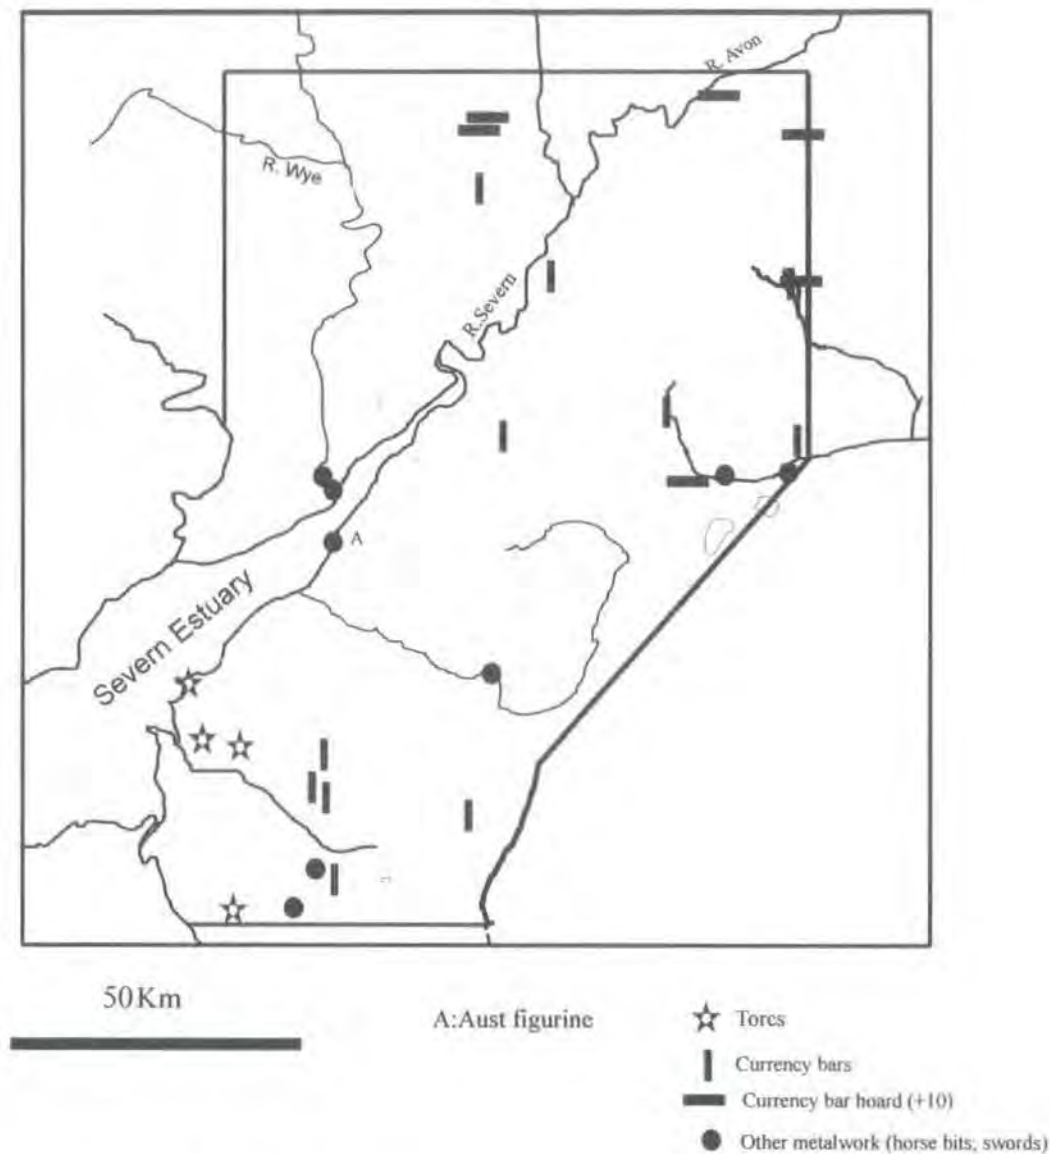 R. Avon
R. Wye
R.Severn
A
Severn Estuary
50Km
A:Aust figurine
Torcs
Currency bars
Currency bar hoard (+10)
Other metalwork (horse bits, swords)